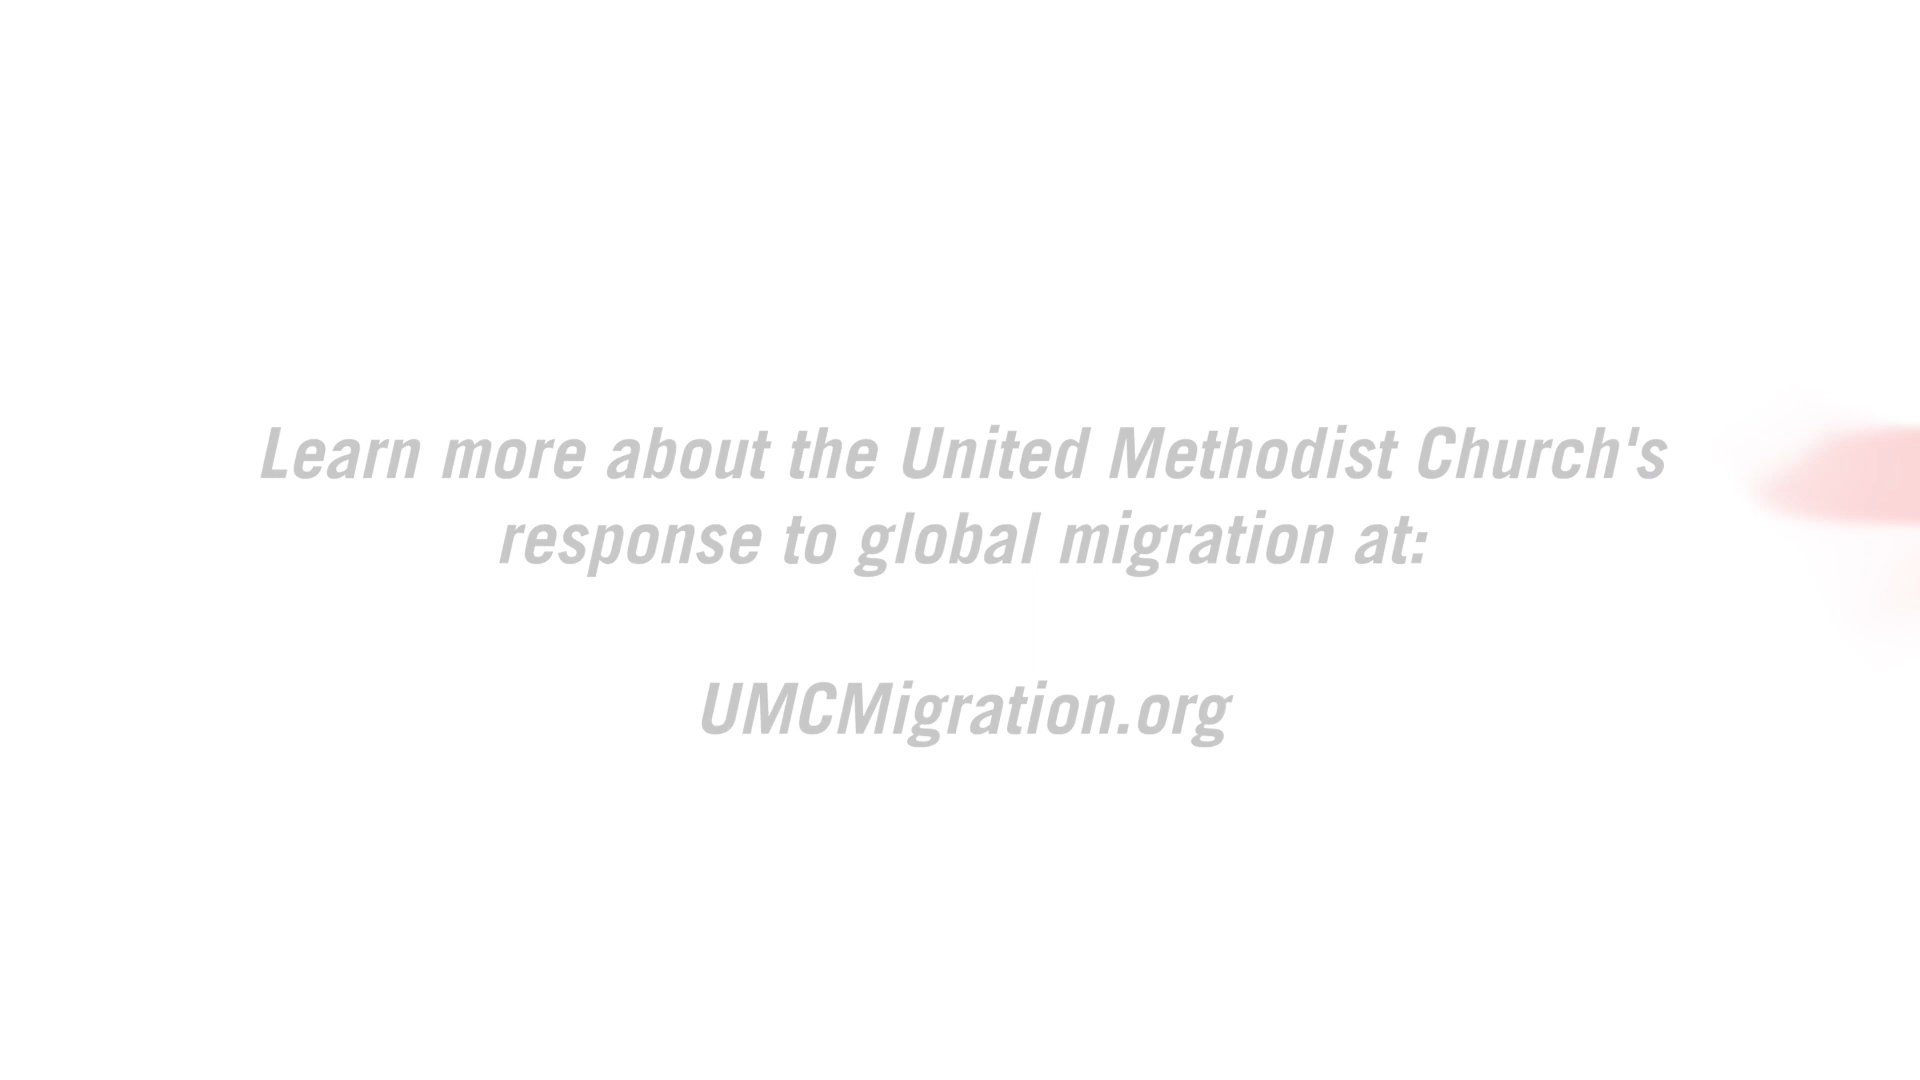 Learn more about the United Methodist Church's
response to global migration at:
UMCMigration.org